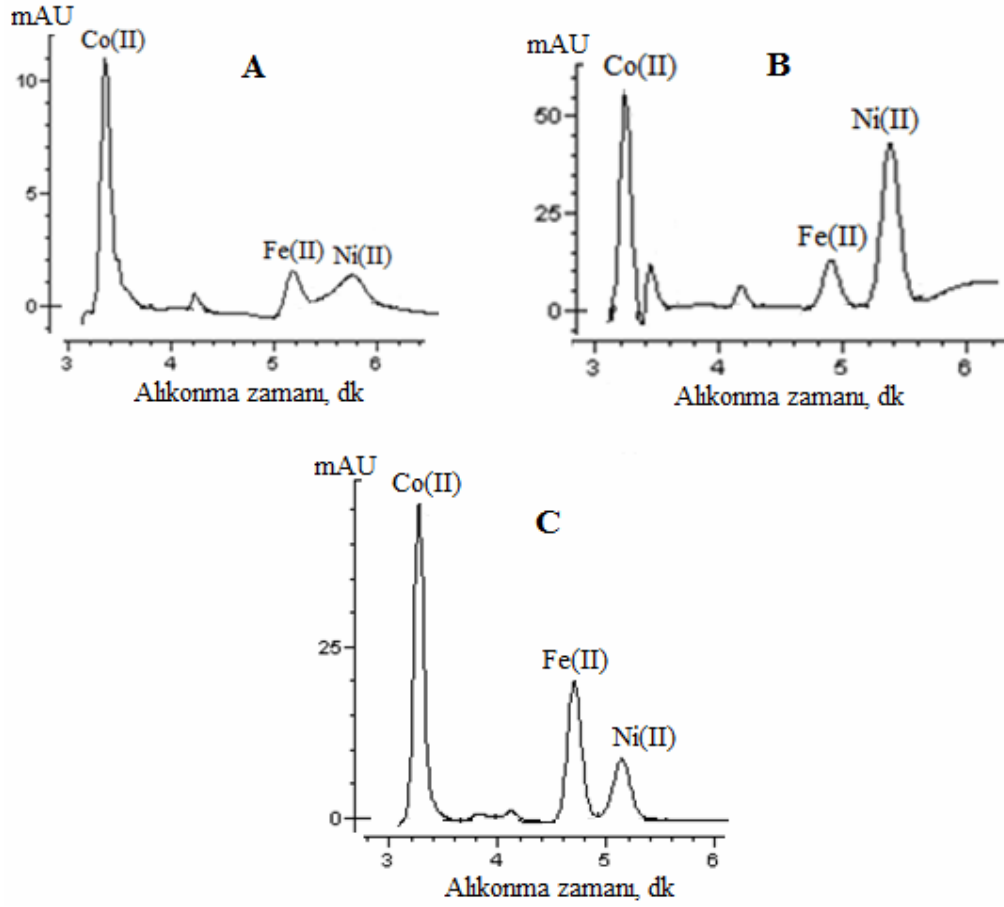 mAU
Co(II)
A
10
5
Fe(II)
Ni(II)
0
3 4 5 6
Alıkonma zamanı, dk
mAU
Co(II)
B
50
Ni(II)
25
Fe(II)
0
3 4 5 6
Alıkonma zamanı, dk
mAU
Co(II)
C
25
Fe(II)
Ni(II)
0
3 4 5 6
Alıkonma zamanı, dk